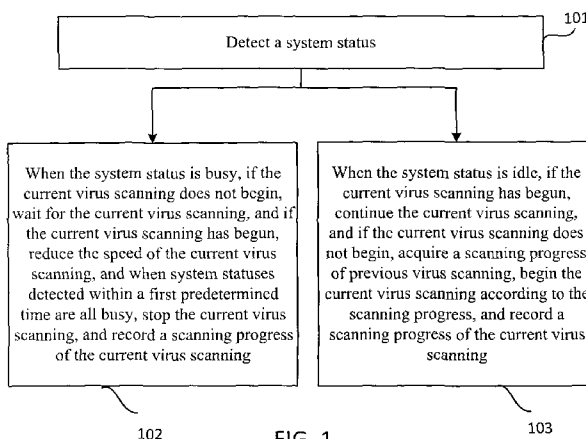 101
Detect a system status
When the system status is busy, if the
current virus scanning does not begin,
wait for the current virus scanning, and if
the current virus scanning has begun,
reduce the speed of the current virus
scanning, and when system statuses
detected within a first predetermined
time are all busy, stop the current virus
scanning, and record a scanning progress
of the current virus scanning
When the system status is idle, if the
current virus scanning has begun,
continue the current virus scanning,
and if the current virus scanning does
not begin, acquire a scanning progress
of previous virus scanning, begin the
current virus scanning according to the
scanning progress, and record a
scanning progress of the current virus
scanning
102
103
FIG. 1